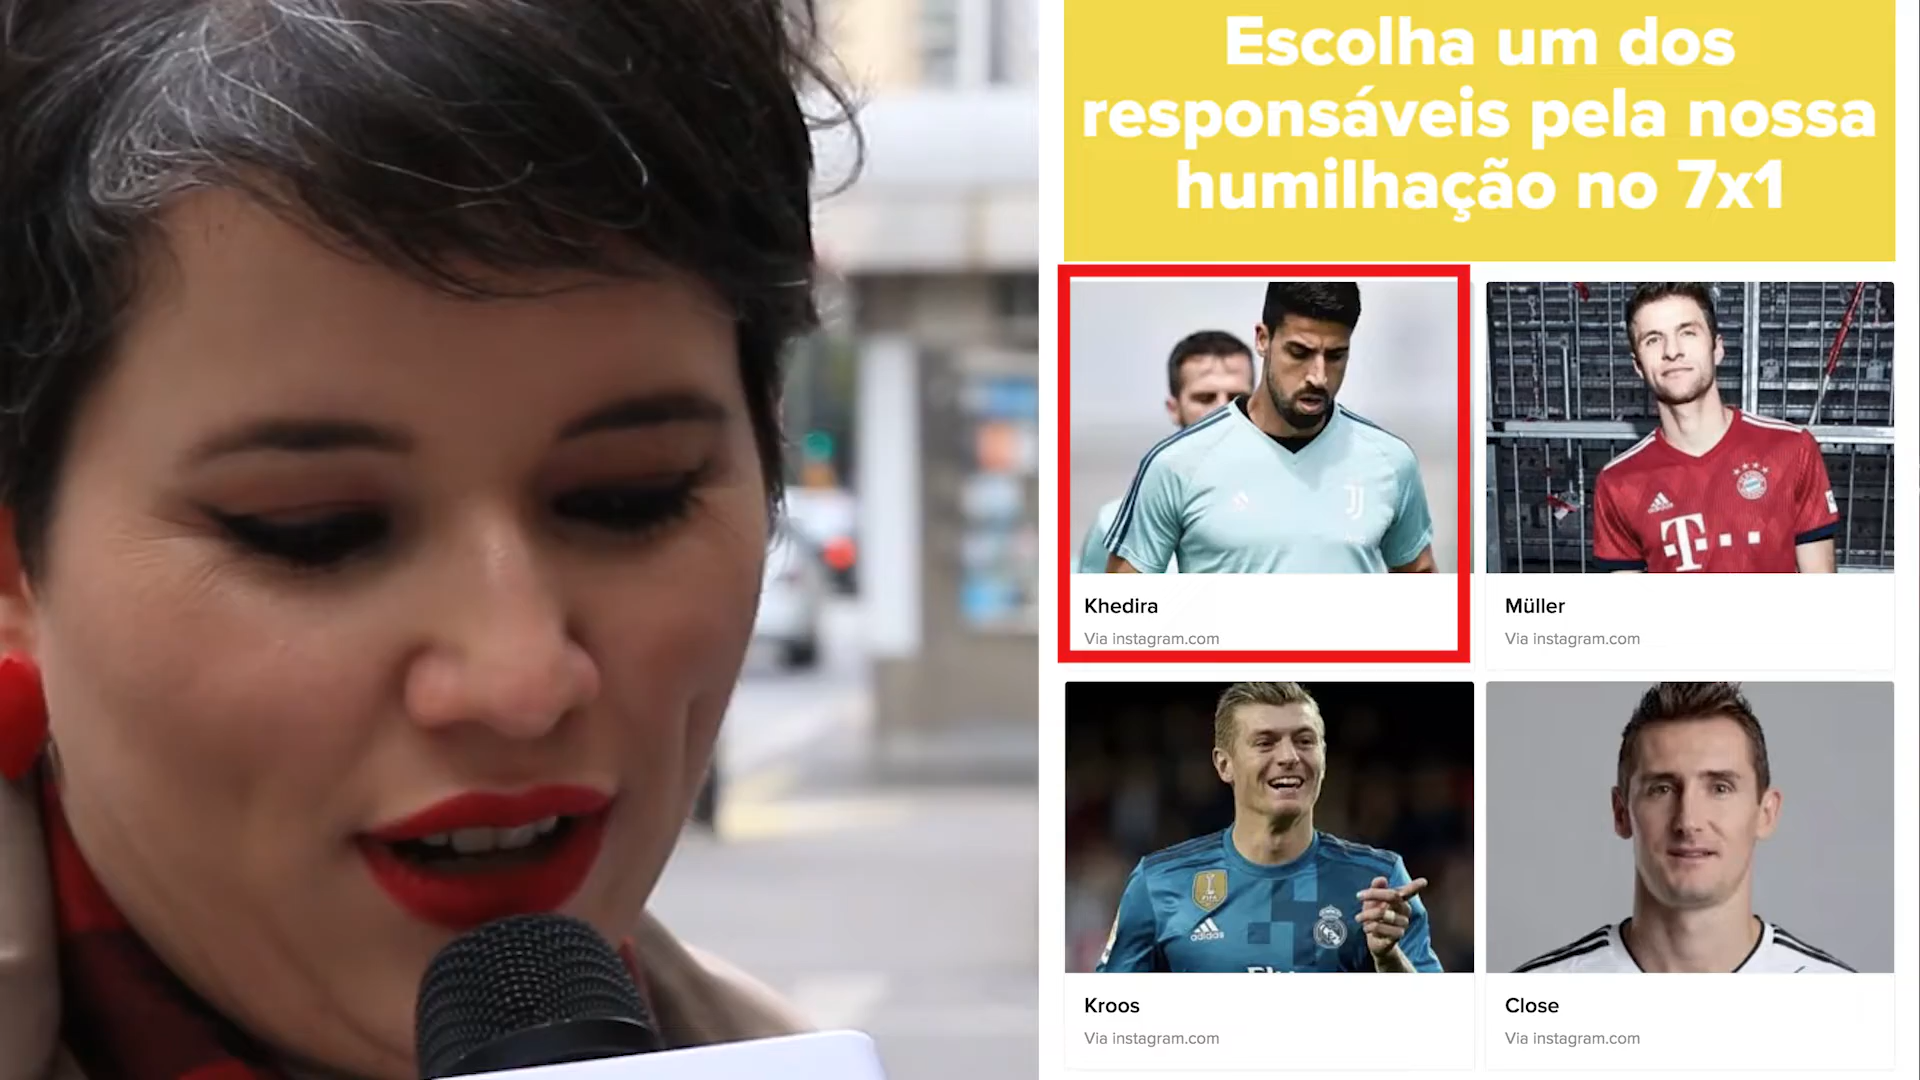 Escolha um dos
responsáveis pela nossa
humilhação no 7x1
Khedira
Via instagram.com
Müller
Via instagram.com
T
adidas
Kroos
Via instagram.com
Close
Via instagram.com